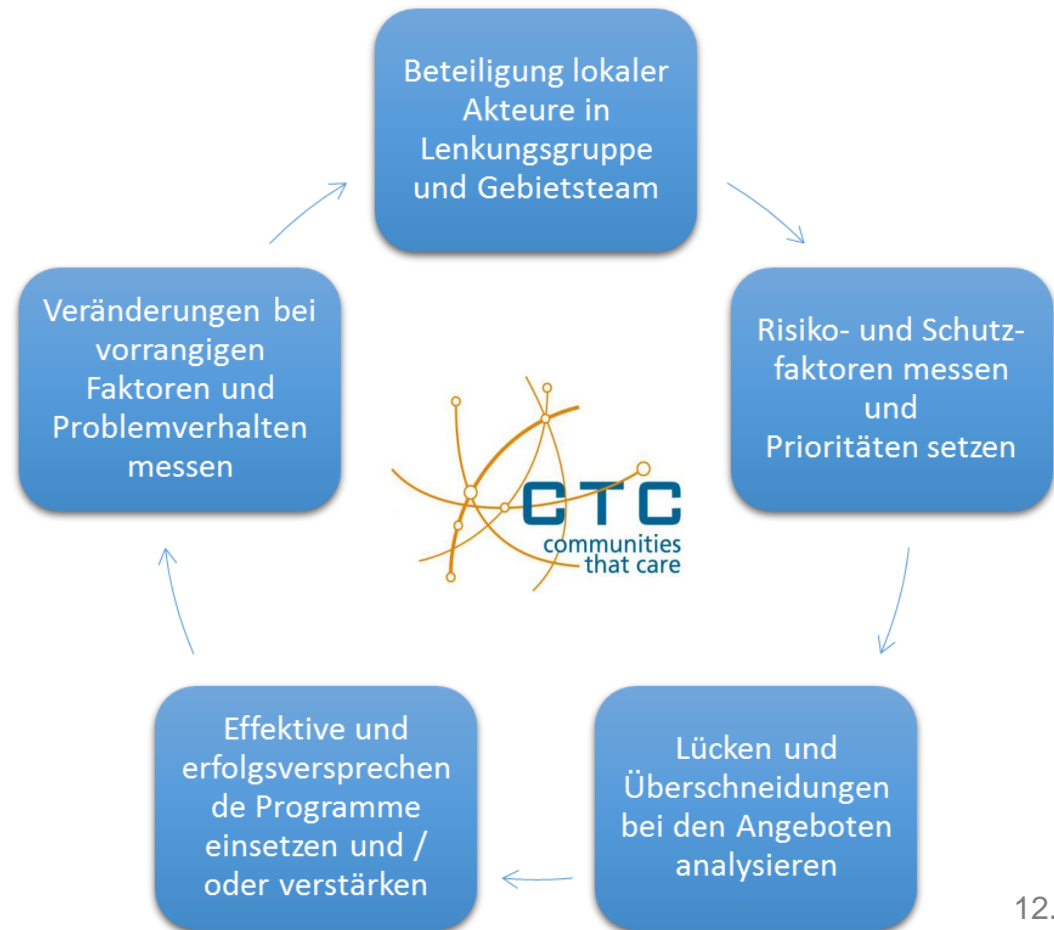 Beteiligung lokaler
Akteure in
Lenkungsgruppe
und Gebietsteam
Risiko- und Schutz-
faktoren messen
und
Prioritäten setzen
Lücken und
Überschneidungen
bei den Angeboten
analysieren
Effektive und
erfolgsversprechen
de Programme
einsetzen und /
oder verstärken
Veränderungen bei
vorrangigen
Faktoren und
Problemverhalten
messen
CTC
communities
that care
12.